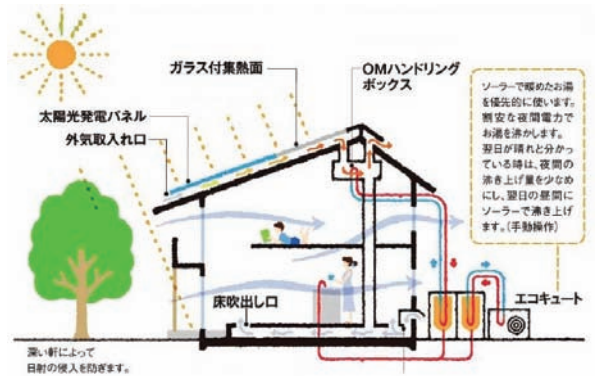 ガラス付集熱面
OMハンドリング
ボックス
太陽光発電パネル
外気取入れ口
ソーラーで暖めたお湯
を優先的に使います。
割安な夜間電力で
お湯を沸かします。
翌日が晴れと分かっ
ている時は、夜間の
沸き上げ量を少なめ
にし、翌日の昼間に
ソーラーで沸き上げ
ます。(手動操作)
床吹出し口
エコキュート
深い軒によって
日射の侵入を防ぎます。